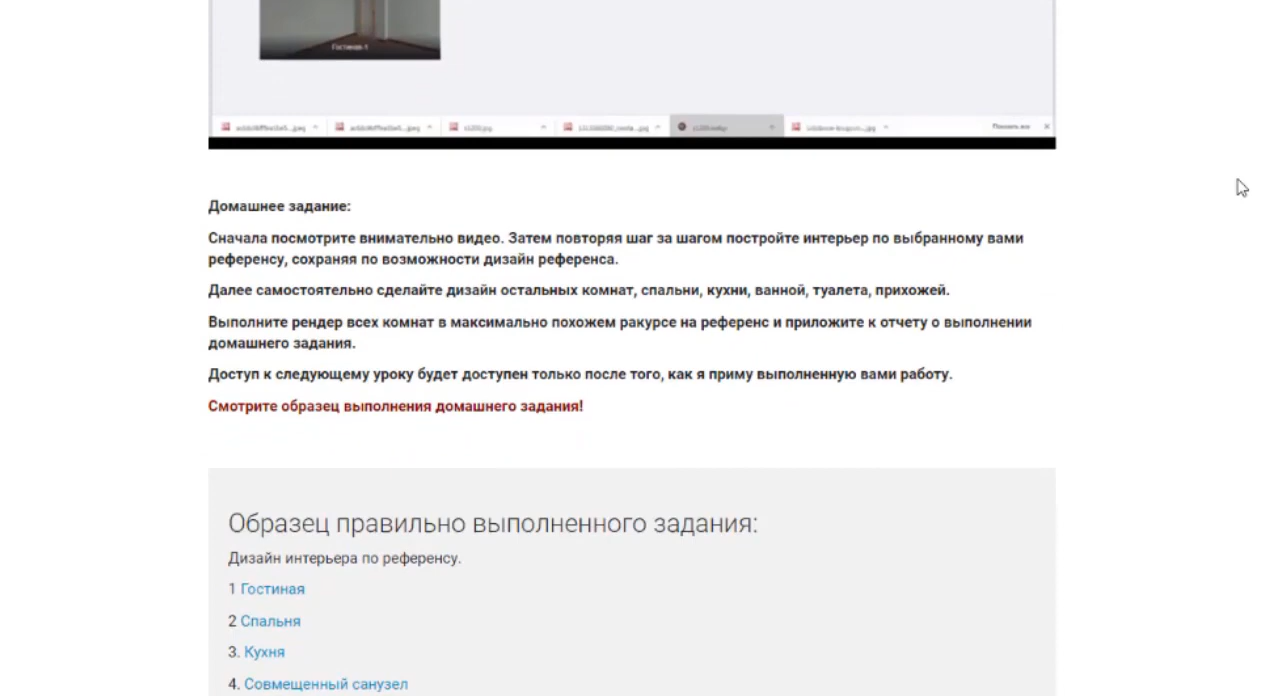 Гостиная 1
Показать все
Домашнее задание:
Сначала посмотрите внимательно видео. Затем повторяя шаг за шагом постройте интерьер по выбранному вами
референсу, сохраняя по возможности дизайн референса.
Далее самостоятельно сделайте дизайн остальных комнат, спальни, кухни, ванной, туалета, прихожей.
Выполните рендер всех комнат в максимально похожем ракурсе на референс и приложите к отчету о выполнении
домашнего задания.
Доступ к следующему уроку будет доступен только после того, как я приму выполненную вами работу.
Смотрите образец выполнения домашнего задания!
Образец правильно выполненного задания:
Дизайн интерьера по референсу.
1 Гостиная
2 Спальня
3. Кухня
4. Совмещенный санузел